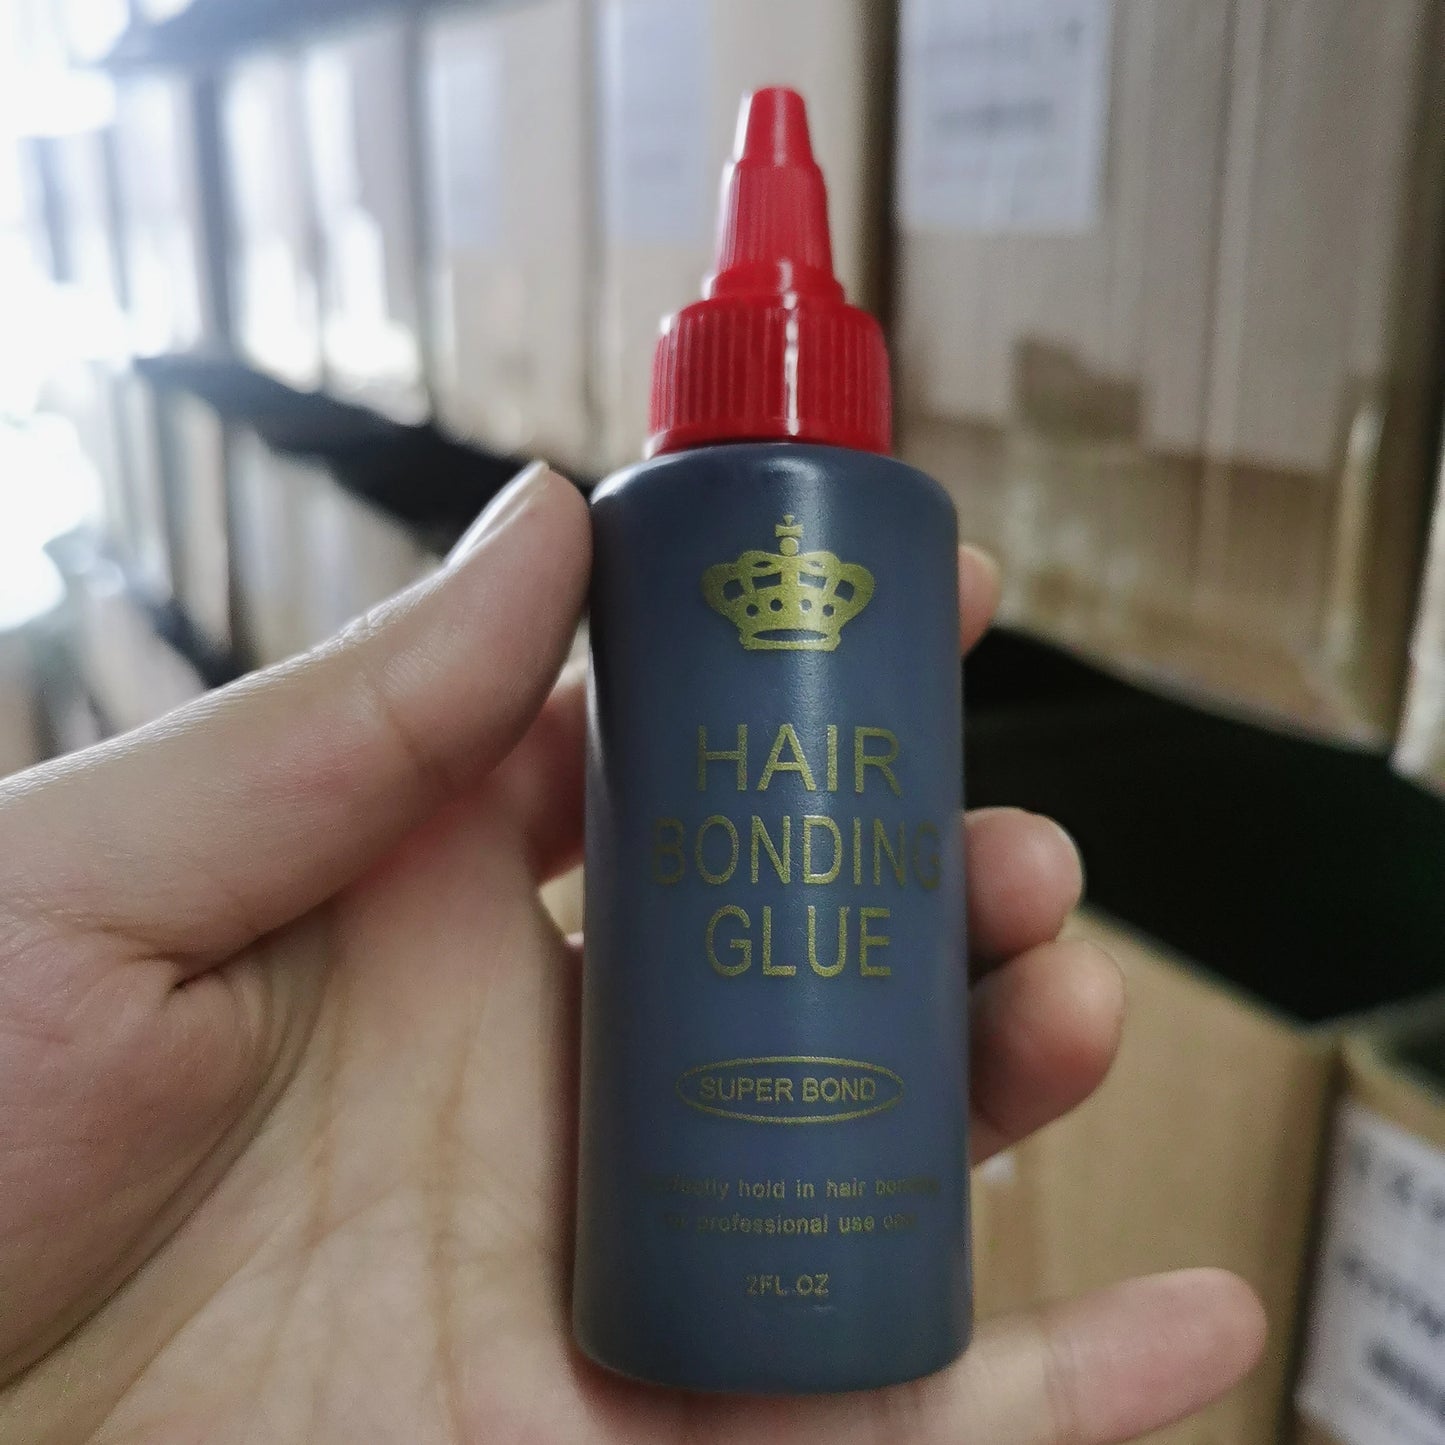 HAIR
BONDING
GLUE
SUPER BOND
hold in hair
professional use
2FL.OZ